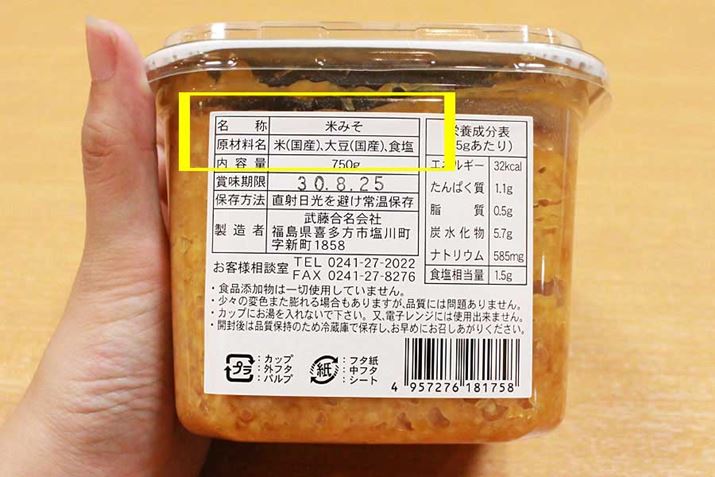 名称 米みそ
原材料名 米(国産)、大豆(国産)、食塩
内容量 750g
賞味期限 30.8.25
保存方法 直射日光を避け常温保存
製造者 武藤合名会社
福島県喜多方市塩川町
字新町1858
お客様相談室 TEL 0241-27-2022
FAX 0241-27-8276
・食品添加物は一切使用していません。
・少々の変色また膨れる場合もありますが、品質には問題ありません。
・カップにお湯を入れないで下さい。又、電子レンジには使用出来ません。
・開封後は品質保持のため冷蔵庫で保存し、お早めにお召しあがりください。
栄養成分表
5gあたり)
エネルギー 32kcal
たんぱく質 1.1g
脂質 0.5g
炭水化物 5.7g
ナトリウム 585mg
食塩相当量 1.5g
プラ :カップ
:外フタ
:パルプ
紙 :フタ紙
:中フタ
:シート
4 957276 181758